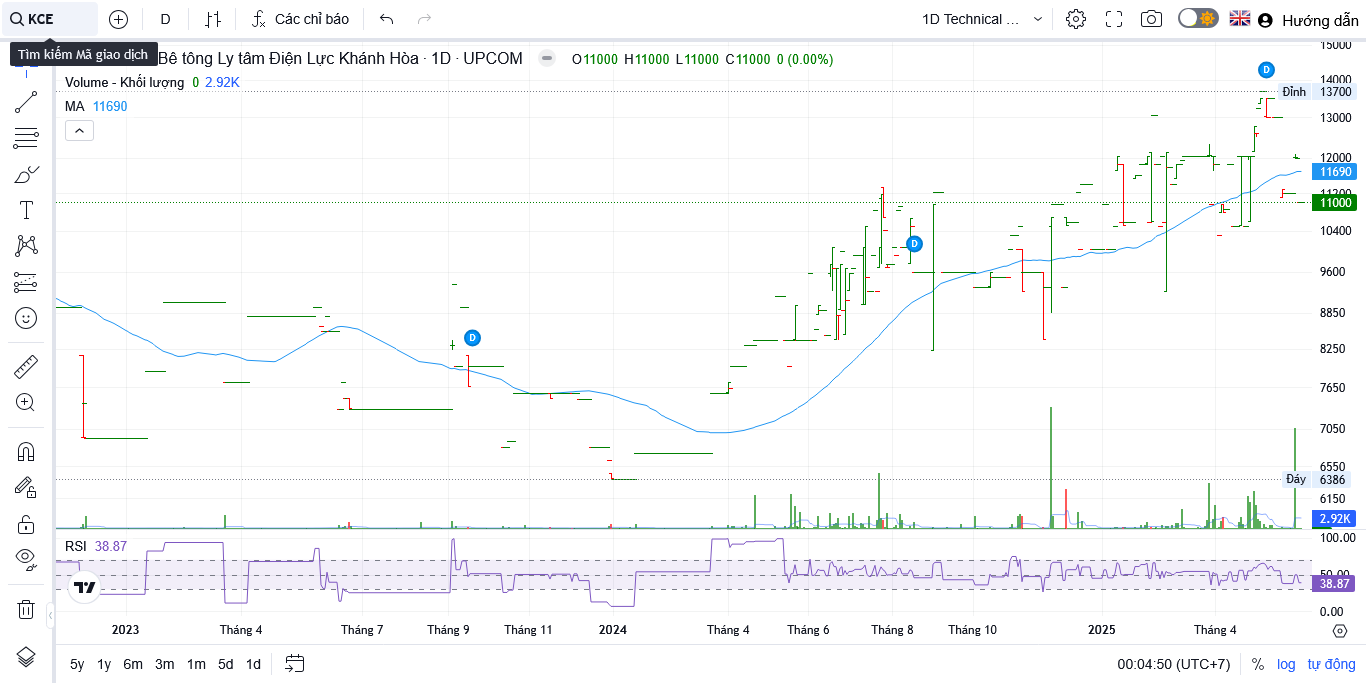 KCE D Các chỉ báo 1D Technical ... Hướng dẫn
Tìm kiếm Mã giao dịch
Bê tông Ly tâm Điện Lực Khánh Hòa · 1D · UPCOM O11000 H11000 L11000 C11000 0 (0.00%)
Volume - Khối lượng 0 2.92K
MA 11690
15000
14000
Đỉnh 13700
13000
12000
11690
11200
11000
10400
9600
8850
8250
7650
7050
6550
Đáy 6386
6150
2.92K
D
D
D
RSI 38.87
100.00
50.00
38.87
0.00
2023 Tháng 4 Tháng 7 Tháng 9 Tháng 11 2024 Tháng 4 Tháng 6 Tháng 8 Tháng 10 2025 Tháng 4
5y 1y 6m 3m 1m 5d 1d 00:04:50 (UTC+7) % log tự động